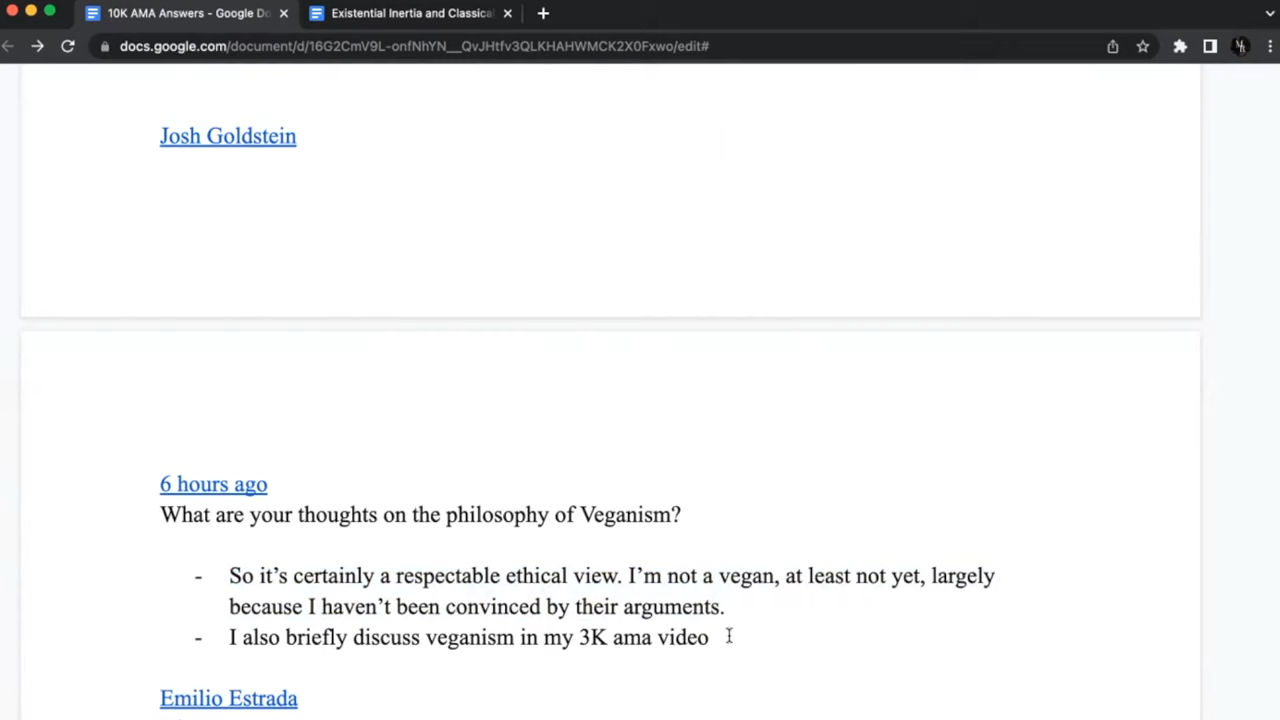 10K AMA Answers - Google Do
Existential Inertia and Classical
docs.google.com/document/d/16G2CmV9L-onfNhYN__QvJHtfv3QLKHAHWMCK2X0Fxwo/edit#
Josh Goldstein
6 hours ago
What are your thoughts on the philosophy of Veganism?
- So it's certainly a respectable ethical view. I'm not a vegan, at least not yet, largely
because I haven't been convinced by their arguments.
- I also briefly discuss veganism in my 3K ama video
Emilio Estrada